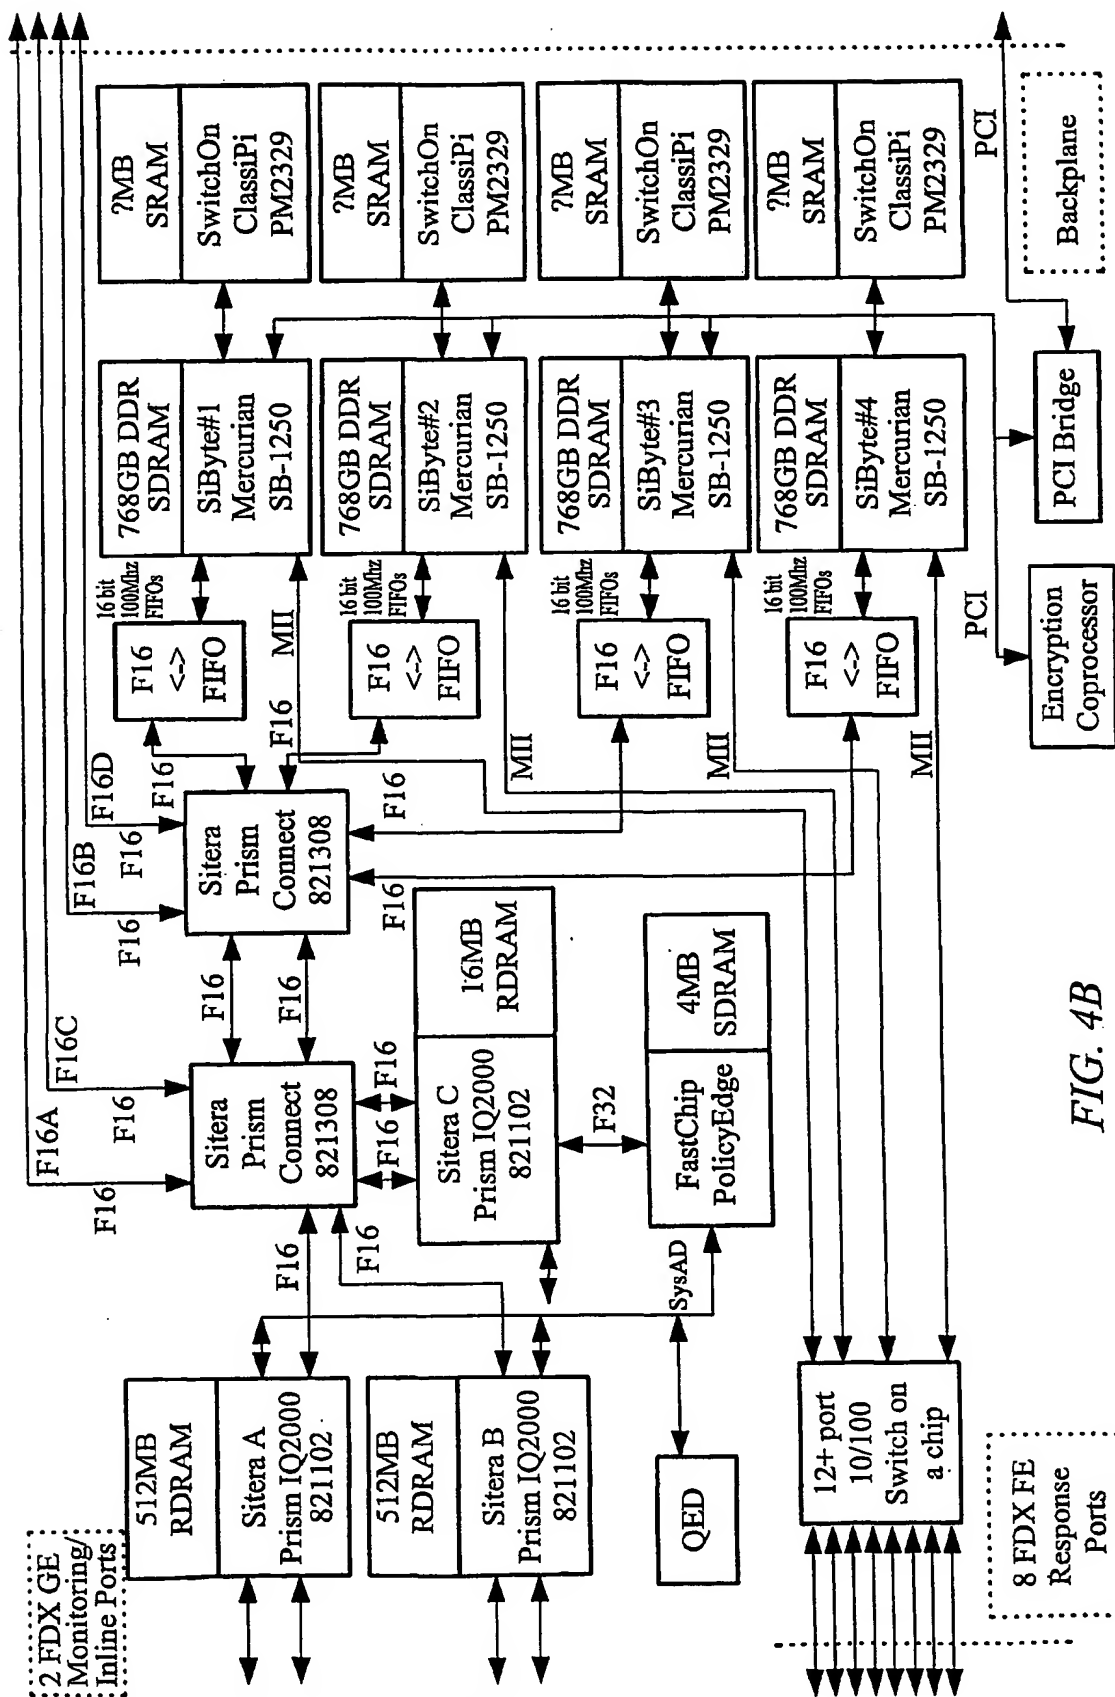 2 FDX GE
Monitoring/
Inline Ports
512MB
RDRAM
Sitera A
Prism IQ2000
821102
512MB
RDRAM
Sitera B
Prism IQ2000
821102
QED
SysAD
12+ port
10/100
Switch on
a chip
8 FDX FE
Response
Ports
F16A
F16C
F16B
F16D
F16
F16
F16
F16
Sitera
Prism
Connect
821308
F16
F16
F16
F16
Sitera
Prism
Connect
821308
F16
F16
F16
F16
F16
F16
Sitera C
Prism IQ2000
821102
16MB
RDRAM
F32
FastChip
PolicyEdge
4MB
SDRAM
F16
<->
FIFO
16 bit
100Mhz
FIFOs
MII
768GB DDR
SDRAM
SiByte#1
Mercurian
SB-1250
?MB
SRAM
SwitchOn
ClassiPi
PM2329
F16
<->
FIFO
16 bit
100Mhz
FIFOs
MII
768GB DDR
SDRAM
SiByte#2
Mercurian
SB-1250
?MB
SRAM
SwitchOn
ClassiPi
PM2329
F16
<->
FIFO
16 bit
100Mhz
FIFOs
MII
768GB DDR
SDRAM
SiByte#3
Mercurian
SB-1250
?MB
SRAM
SwitchOn
ClassiPi
PM2329
F16
<->
FIFO
16 bit
100Mhz
FIFOs
MII
768GB DDR
SDRAM
SiByte#4
Mercurian
SB-1250
?MB
SRAM
SwitchOn
ClassiPi
PM2329
PCI
Encryption
Coprocessor
PCI Bridge
PCI
Backplane
FIG. 4B